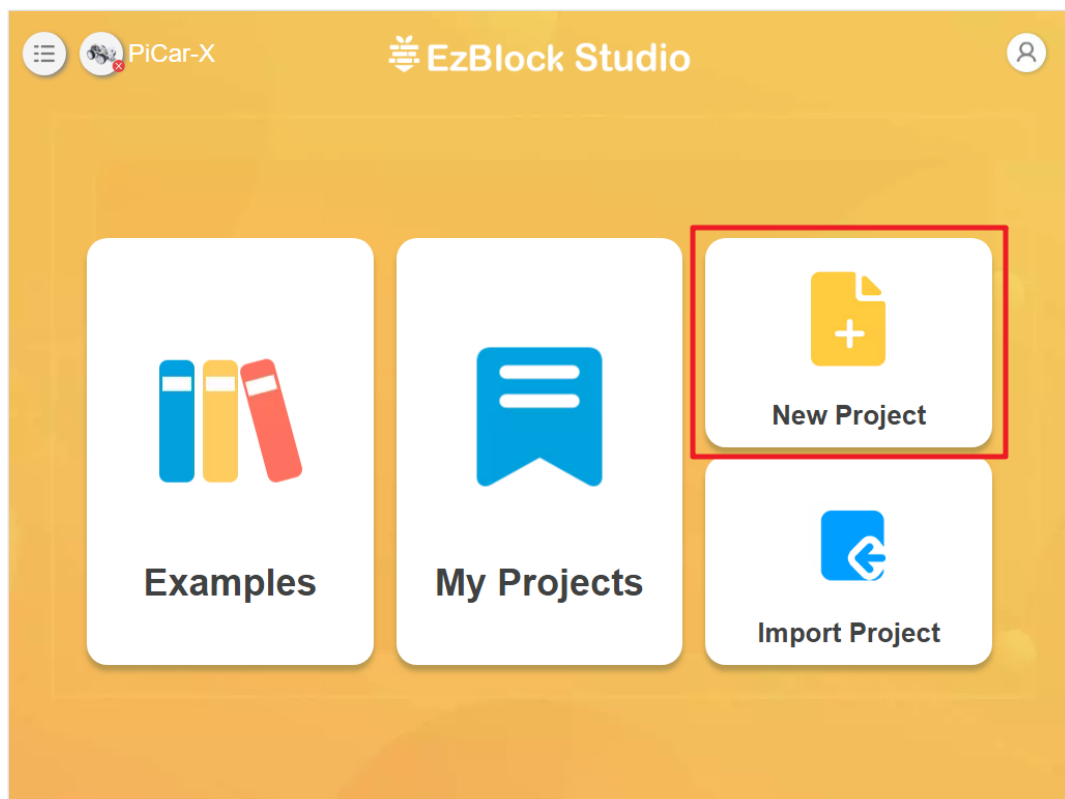 PiCar-X
EzBlock Studio
Examples
My Projects
New Project
Import Project